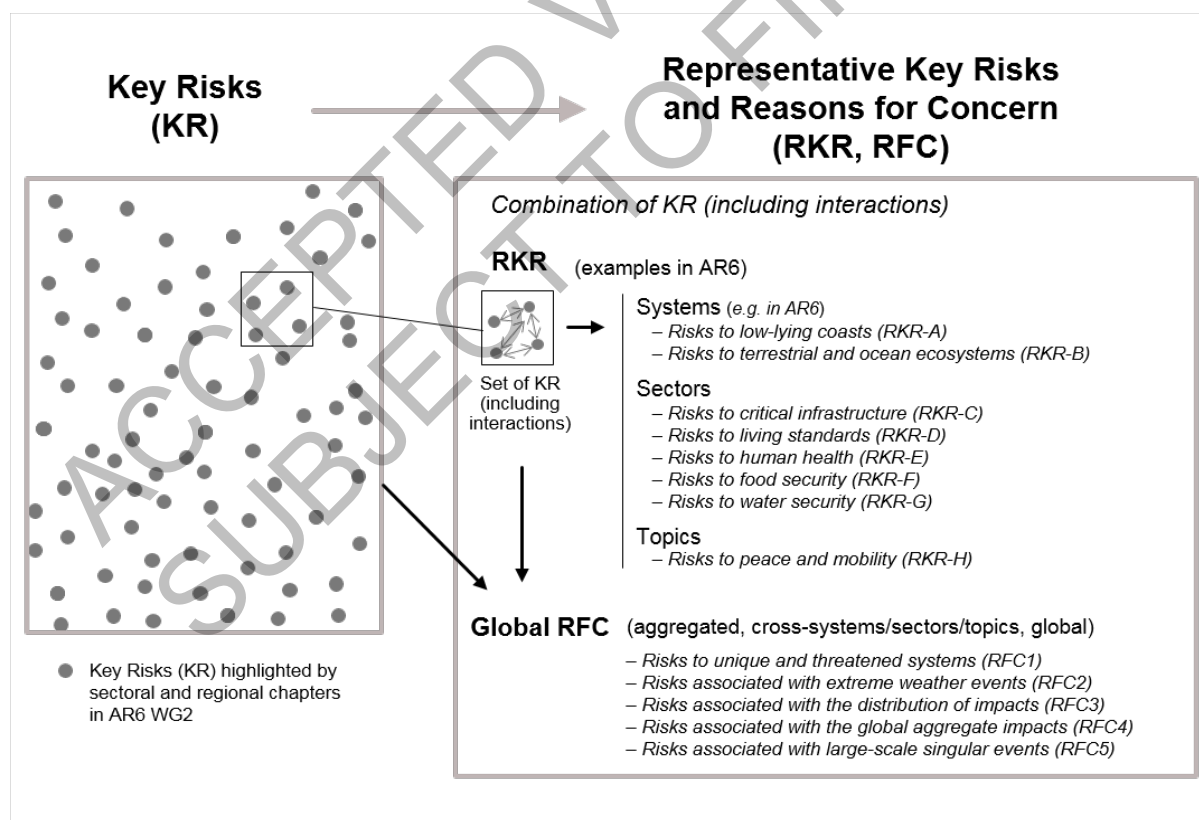 Key Risks
(KR)
Representative Key Risks
and Reasons for Concern
(RKR, RFC)
Combination of KR (including interactions)
RKR (examples in AR6)
Set of KR
(including
interactions)
Systems (e.g. in AR6)
– Risks to low-lying coasts (RKR-A)
– Risks to terrestrial and ocean ecosystems (RKR-B)
Sectors
– Risks to critical infrastructure (RKR-C)
– Risks to living standards (RKR-D)
– Risks to human health (RKR-E)
– Risks to food security (RKR-F)
– Risks to water security (RKR-G)
Topics
– Risks to peace and mobility (RKR-H)
Global RFC (aggregated, cross-systems/sectors/topics, global)
– Risks to unique and threatened systems (RFC1)
– Risks associated with extreme weather events (RFC2)
– Risks associated with the distribution of impacts (RFC3)
– Risks associated with the global aggregate impacts (RFC4)
– Risks associated with large-scale singular events (RFC5)
Key Risks (KR) highlighted by
sectoral and regional chapters
in AR6 WG2
ACCEPTED
SUBJECT TO